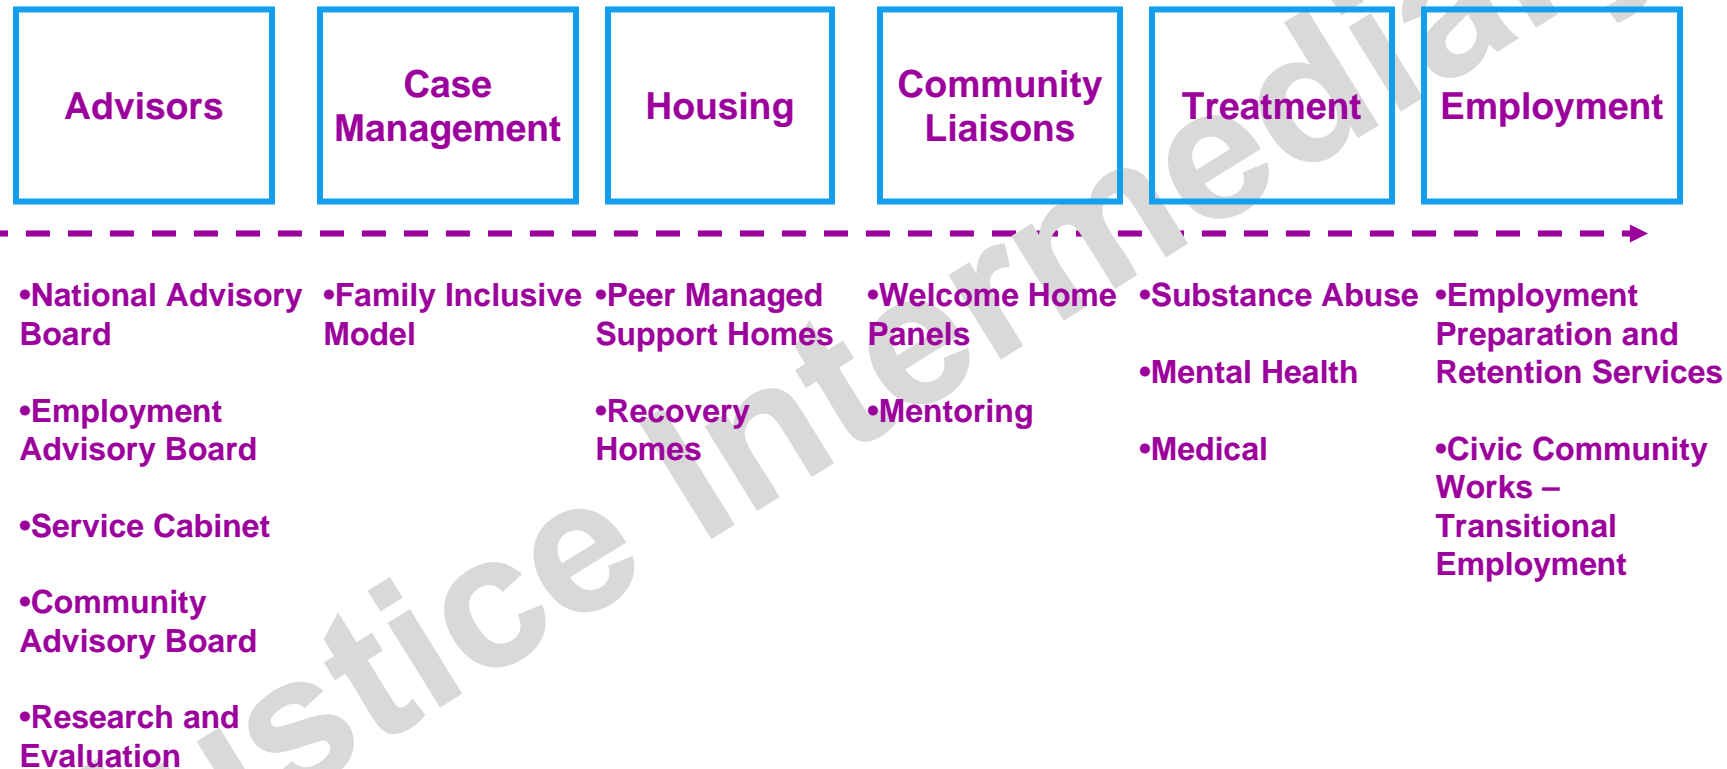 Advisors
Case
Management
Housing
Community
Liaisons
Treatment
Employment
•National Advisory
Board
•Employment
Advisory Board
•Service Cabinet
•Community
Advisory Board
•Research and
Evaluation
•Family Inclusive
Model
•Peer Managed
Support Homes
•Recovery
Homes
•Welcome Home
Panels
•Mentoring
•Substance Abuse
•Mental Health
•Medical
•Employment
Preparation and
Retention Services
•Civic Community
Works –
Transitional
Employment
ustice Intermediary